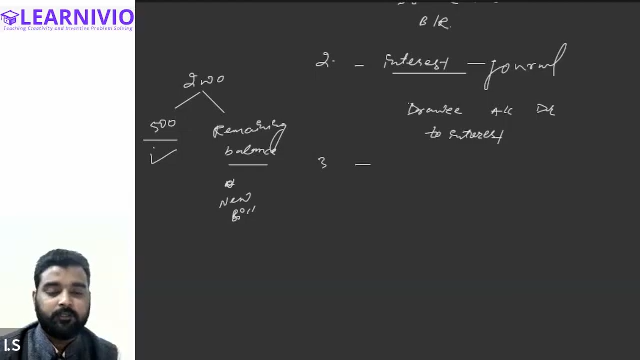 LEARNIVIO
Teaching Creativity and Inventive Problem Solving
B/R.
2. - interest - journal
Drawee A/c Dr
to interest
3 -
200
500
Remaining
balance
New
Bill
I.S